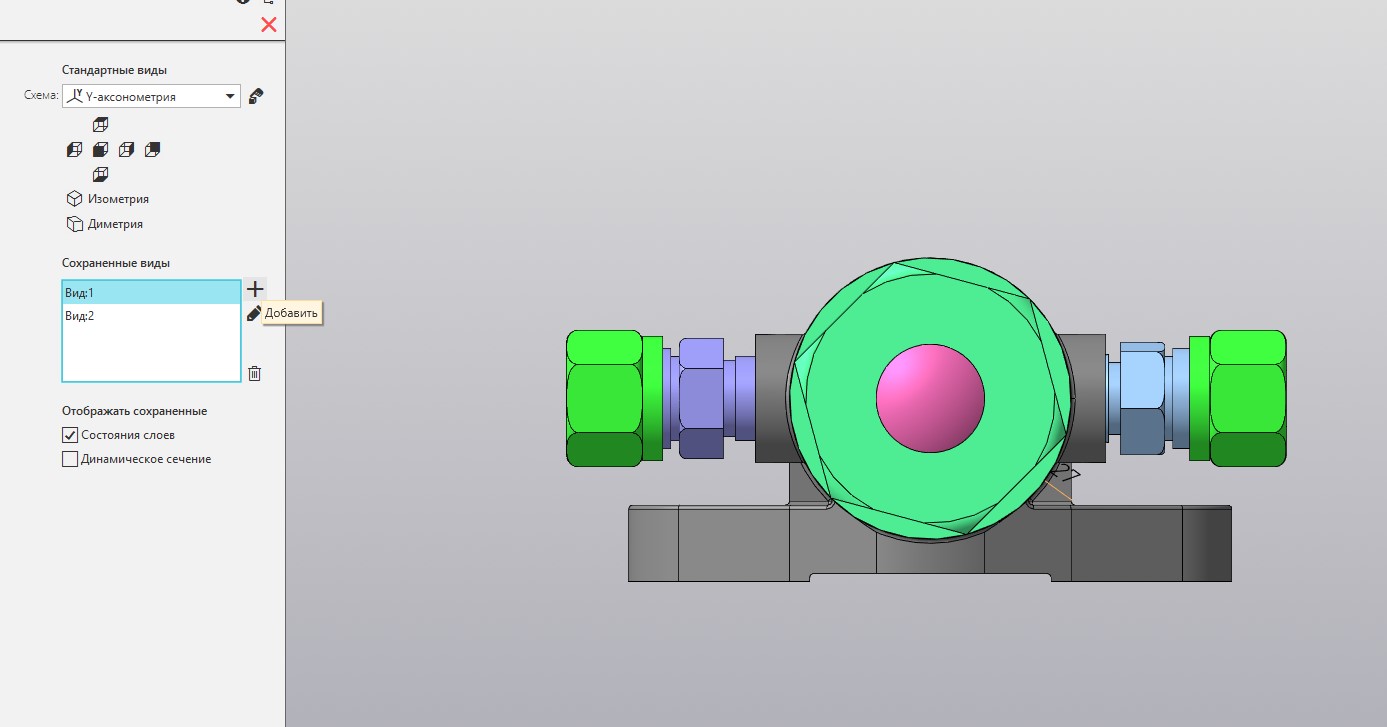 Стандартные виды
Схема: Y-аксонометрия
Изометрия
Диметрия
Сохраненные виды
Вид:1
Вид:2
Добавить
Отображать сохраненные
Состояния слоев
Динамическое сечение